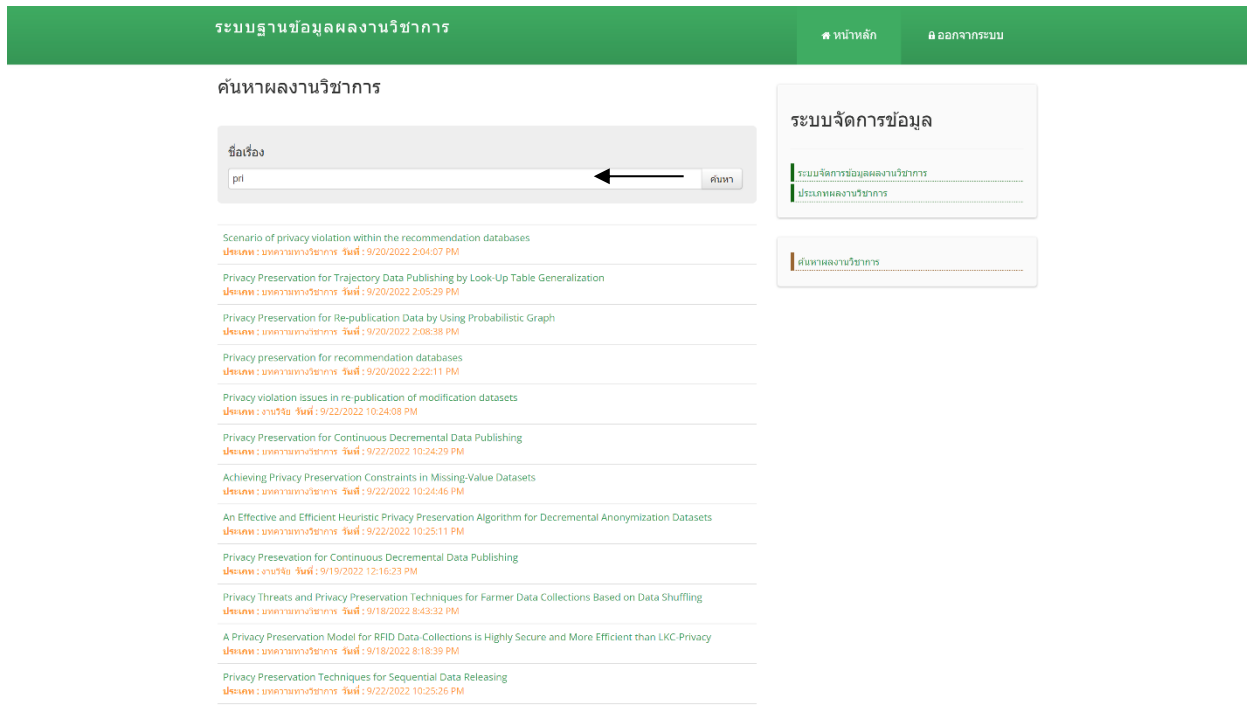 ระบบฐานข้อมูลผลงานวิชาการ
หน้าหลัก
ออกจากระบบ
ค้นหาผลงานวิชาการ
ชื่อเรื่อง
pri
ค้นหา
Scenario of privacy violation within the recommendation databases
ประเภท : บทความทางวิชาการ วันที่ : 9/20/2022 2:04:07 PM
Privacy Preservation for Trajectory Data Publishing by Look-Up Table Generalization
ประเภท : บทความทางวิชาการ วันที่ : 9/20/2022 2:05:29 PM
Privacy Preservation for Re-publication Data by Using Probabilistic Graph
ประเภท : บทความทางวิชาการ วันที่ : 9/20/2022 2:08:38 PM
Privacy preservation for recommendation databases
ประเภท : บทความทางวิชาการ วันที่ : 9/20/2022 2:22:11 PM
Privacy violation issues in re-publication of modification datasets
ประเภท : งานวิจัย วันที่ : 9/22/2022 10:24:08 PM
Privacy Preservation for Continuous Decremental Data Publishing
ประเภท : บทความทางวิชาการ วันที่ : 9/22/2022 10:24:29 PM
Achieving Privacy Preservation Constraints in Missing-Value Datasets
ประเภท : บทความทางวิชาการ วันที่ : 9/22/2022 10:24:46 PM
An Effective and Efficient Heuristic Privacy Preservation Algorithm for Decremental Anonymization Datasets
ประเภท : บทความทางวิชาการ วันที่ : 9/22/2022 10:25:11 PM
Privacy Presevation for Continuous Decremental Data Publishing
ประเภท : งานวิจัย วันที่ : 9/19/2022 12:16:23 PM
Privacy Threats and Privacy Preservation Techniques for Farmer Data Collections Based on Data Shuffling
ประเภท : บทความทางวิชาการ วันที่ : 9/18/2022 8:43:32 PM
A Privacy Preservation Model for RFID Data-Collections is Highly Secure and More Efficient than LKC-Privacy
ประเภท : บทความทางวิชาการ วันที่ : 9/18/2022 8:18:39 PM
Privacy Preservation Techniques for Sequential Data Releasing
ประเภท : บทความทางวิชาการ วันที่ : 9/22/2022 10:25:26 PM
ระบบจัดการข้อมูล
ระบบจัดการข้อมูลผลงานวิชาการ
ประเภทผลงานวิชาการ
ค้นหาผลงานวิชาการ